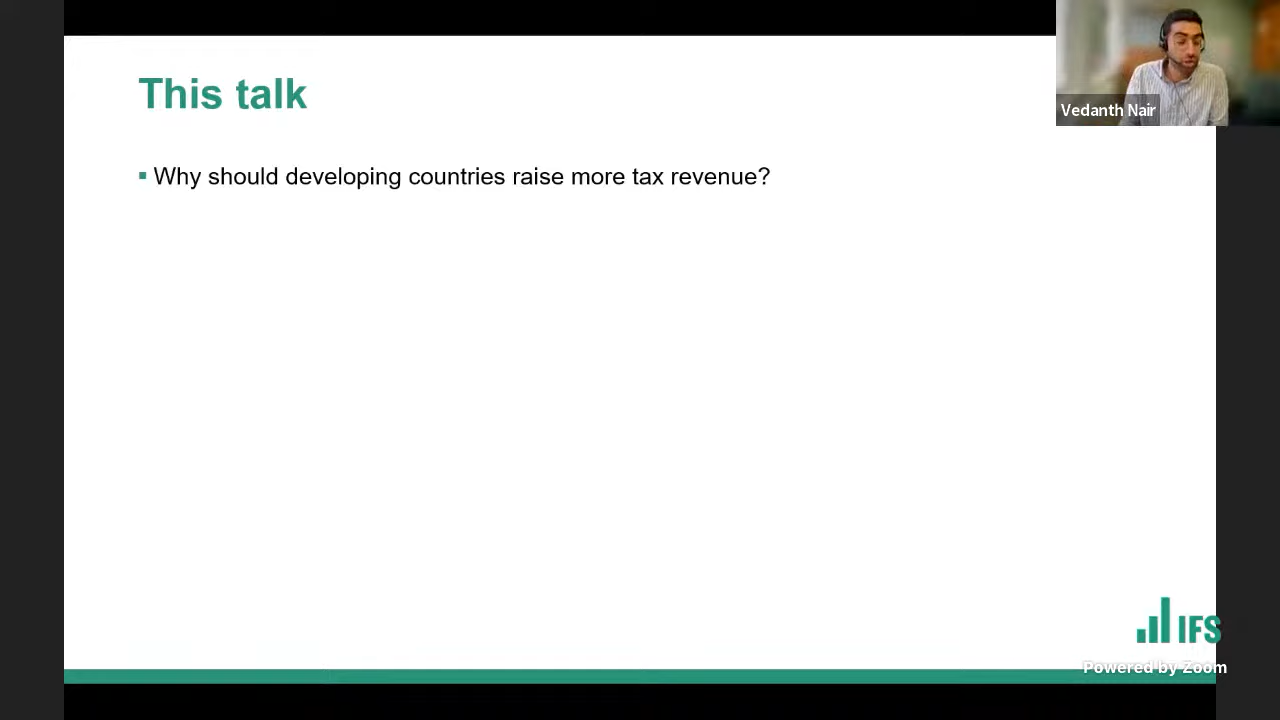 This talk
Vedanth Nair
▪ Why should developing countries raise more tax revenue?
IFS
Powered by Zoom